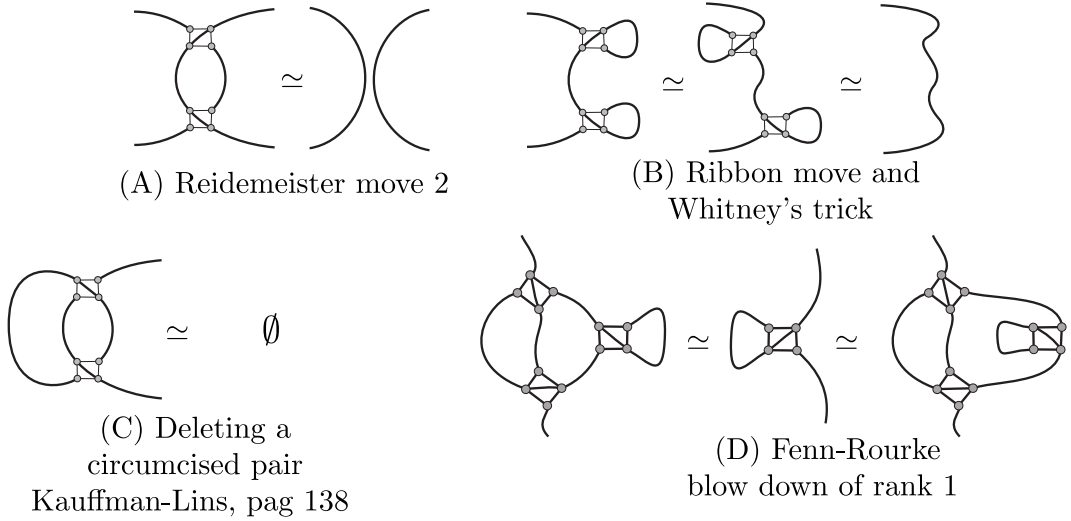 ≃
(A) Reidemeister move 2
≃ ≃
(B) Ribbon move and
Whitney's trick
≃ ∅
(C) Deleting a
circumcised pair
Kauffman-Lins, pag 138
≃ ≃
(D) Fenn-Rourke
blow down of rank 1